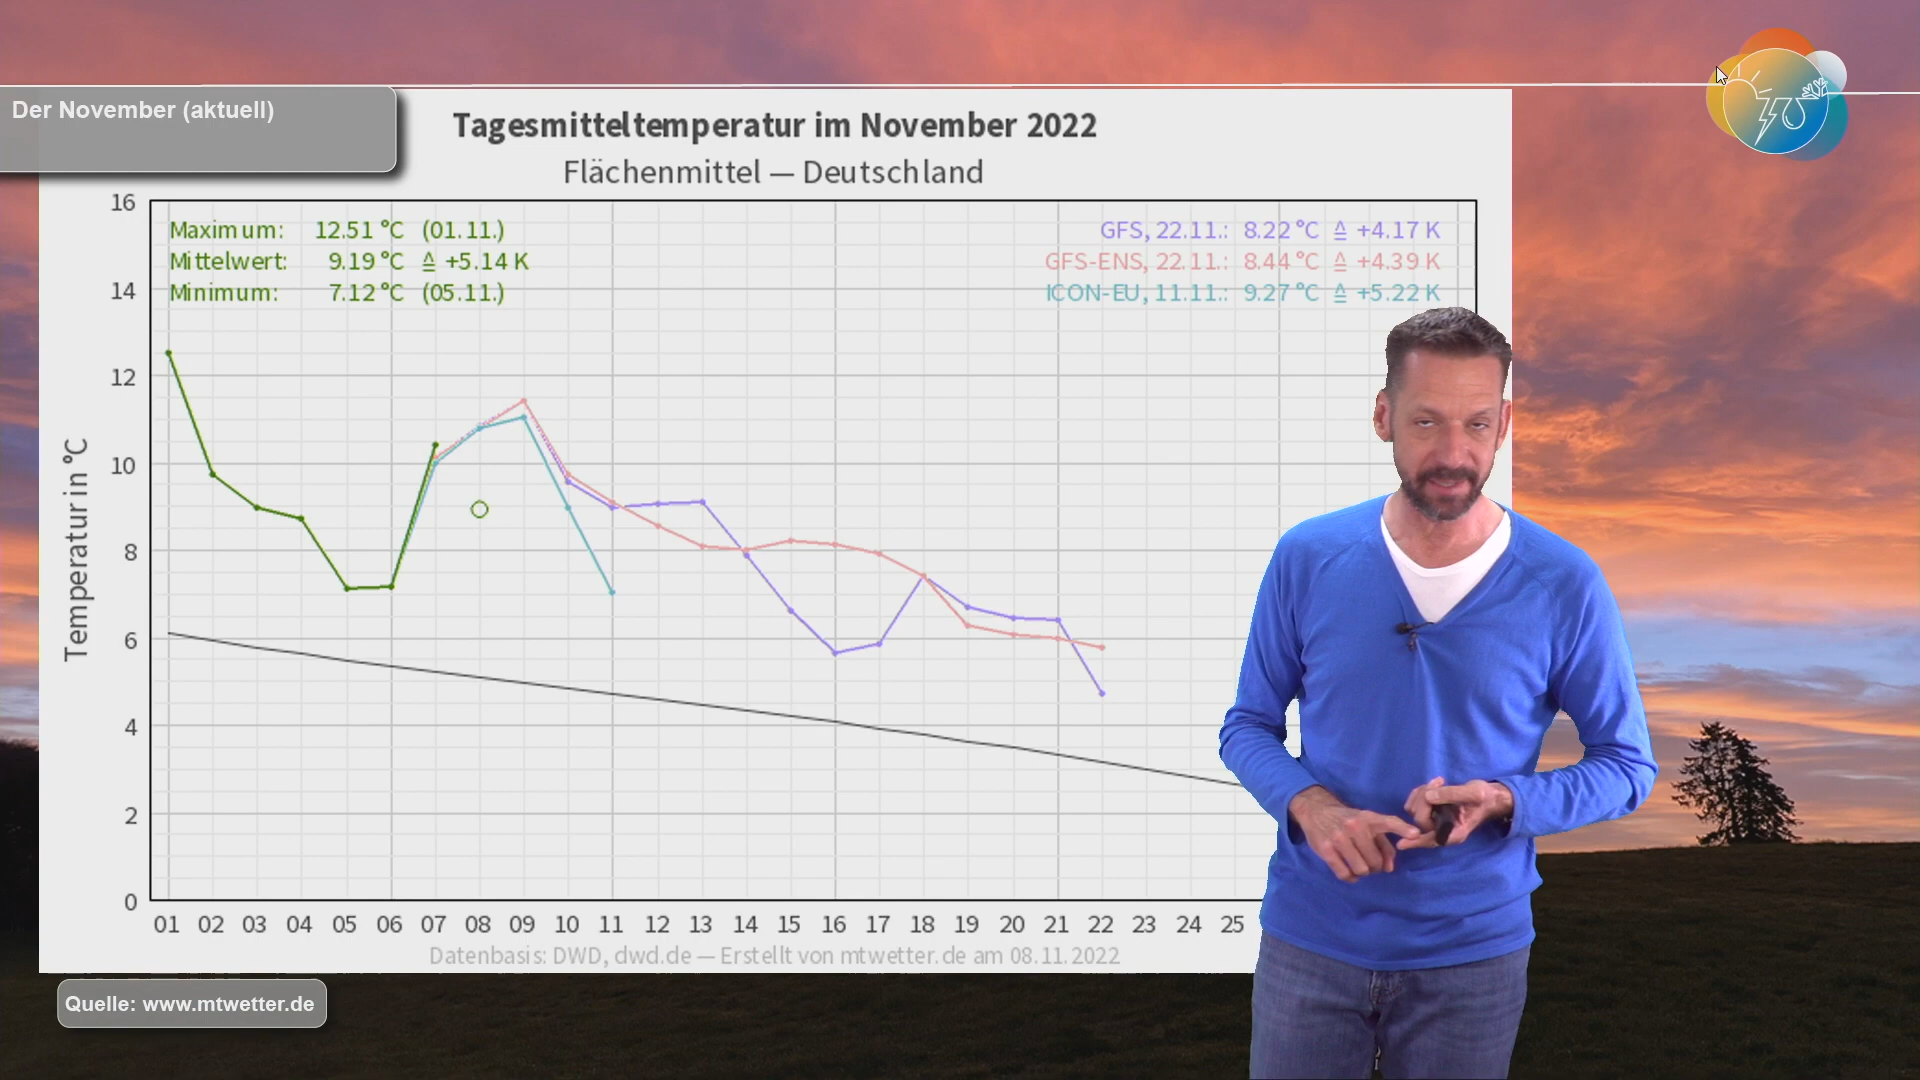 Der November (aktuell)
Tagesmitteltemperatur im November 2022
Flächenmittel — Deutschland
Maximum: 12.51 °C (01.11.)
Mittelwert: 9.19 °C ≙ +5.14 K
Minimum: 7.12 °C (05.11.)
GFS, 22.11.: 8.22 °C ≙ +4.17 K
GFS-ENS, 22.11.: 8.44 °C ≙ +4.39 K
ICON-EU, 11.11.: 9.27 °C ≙ +5.22 K
Temperatur in °C
16
14
12
10
8
6
4
2
0
01 02 03 04 05 06 07 08 09 10 11 12 13 14 15 16 17 18 19 20 21 22 23 24 25
Datenbasis: DWD, dwd.de — Erstellt von mtwetter.de am 08.11.2022
Quelle: www.mtwetter.de